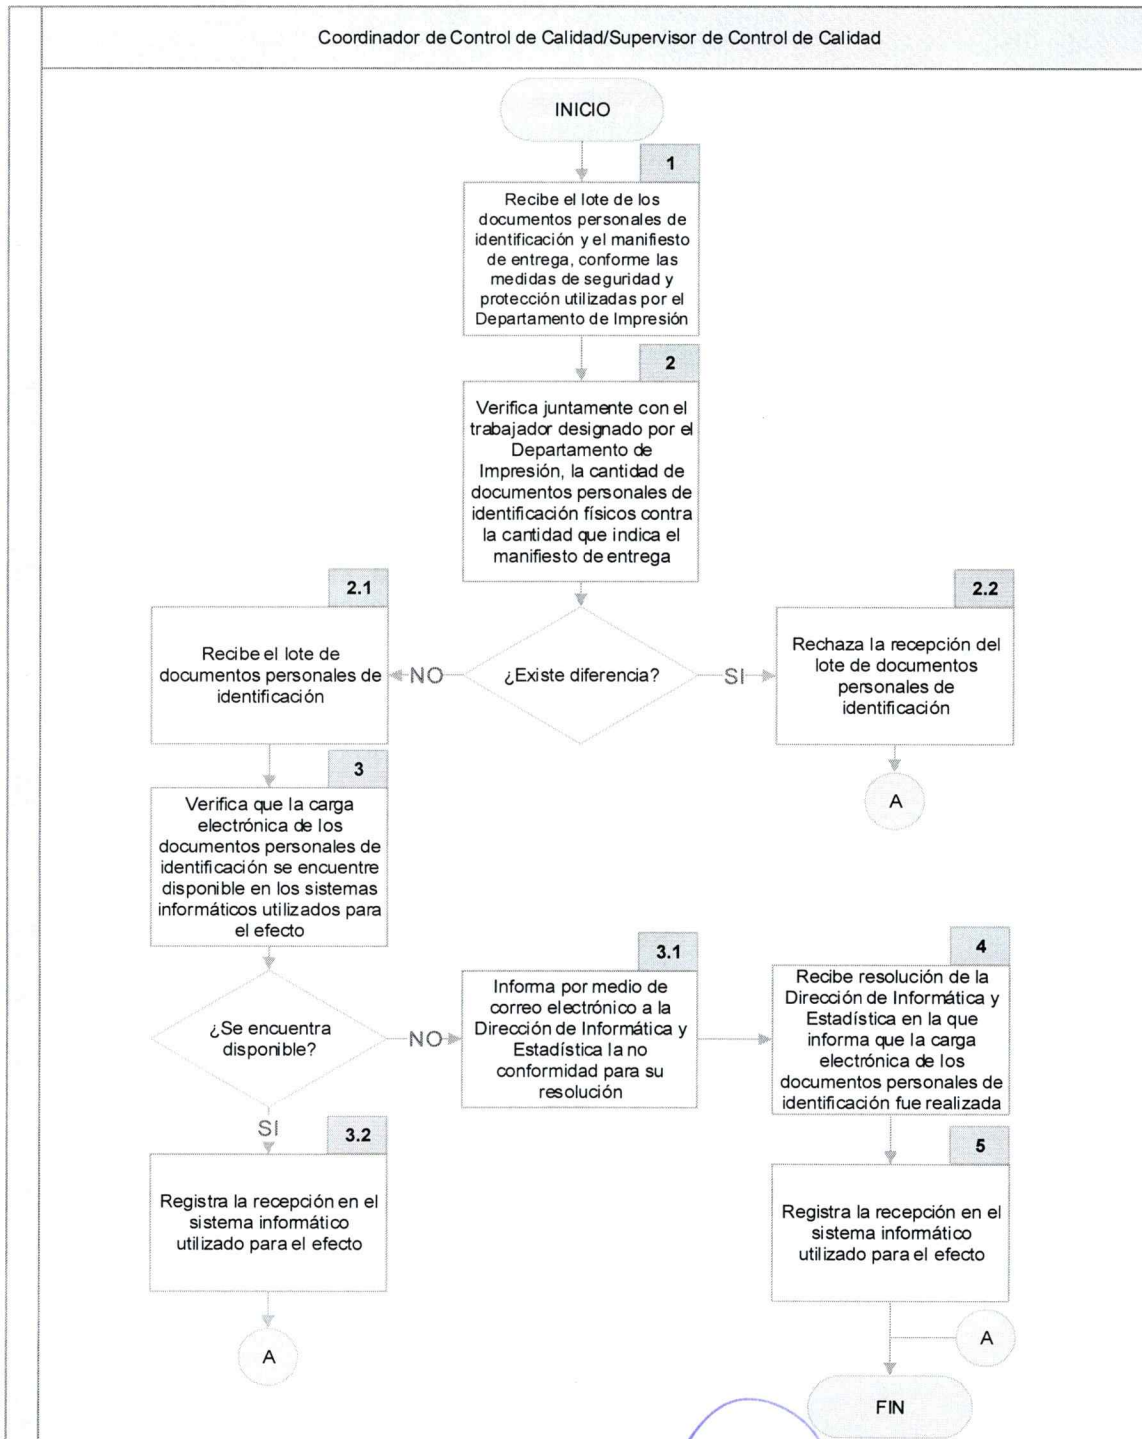 Coordinador de Control de Calidad/Supervisor de Control de Calidad
INICIO
1
Recibe el lote de los
documentos personales de
identificación y el manifiesto
de entrega, conforme las
medidas de seguridad y
protección utilizadas por el
Departamento de Impresión
2
Verifica juntamente con el
trabajador designado por el
Departamento de
Impresión, la cantidad de
documentos personales de
identificación físicos contra
la cantidad que indica el
manifiesto de entrega
¿Existe diferencia?
NO
2.1
Recibe el lote de
documentos personales de
identificación
SI
2.2
Rechaza la recepción del
lote de documentos
personales de
identificación
A
3
Verifica que la carga
electrónica de los
documentos personales de
identificación se encuentre
disponible en los sistemas
informáticos utilizados para
el efecto
¿Se encuentra
disponible?
NO
3.1
Informa por medio de
correo electrónico a la
Dirección de Informática y
Estadística la no
conformidad para su
resolución
4
Recibe resolución de la
Dirección de Informática y
Estadística en la que
informa que la carga
electrónica de los
documentos personales de
identificación fue realizada
SI
3.2
Registra la recepción en el
sistema informático
utilizado para el efecto
A
5
Registra la recepción en el
sistema informático
utilizado para el efecto
A
FIN